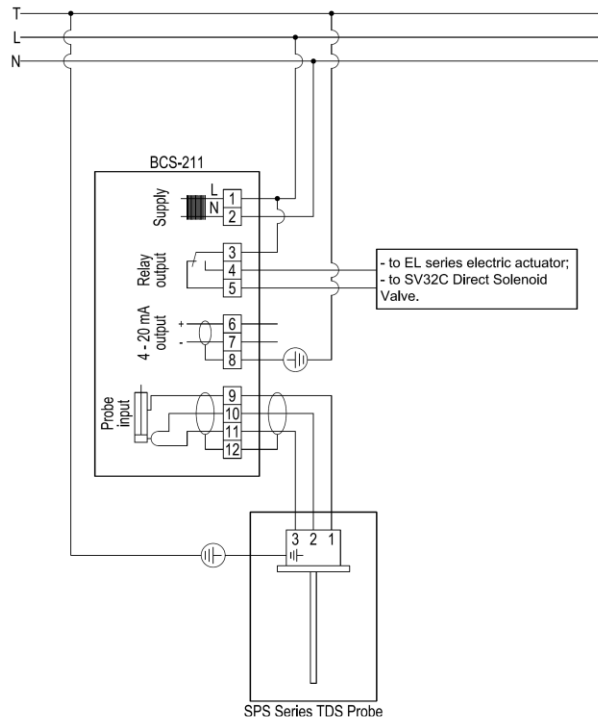 T
L
N
BCS-211
Supply
L
N
1
2
Relay
output
3
4
5
- to EL series electric actuator;
- to SV32C Direct Solenoid
Valve.
4 - 20 mA
output
+
-
6
7
8
Probe
input
9
10
11
12
3 2 1
SPS Series TDS Probe